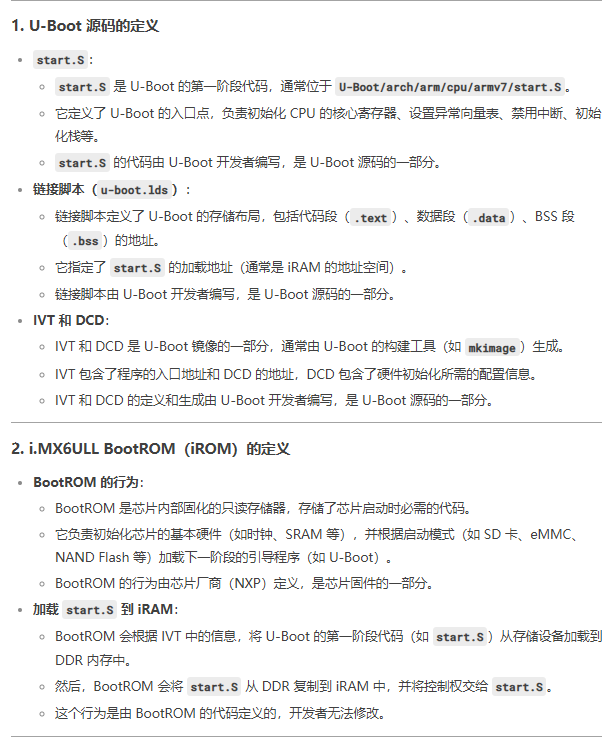 1. U-Boot 源码的定义
start.S：
start.S 是 U-Boot 的第一阶段代码，通常位于 U-Boot/arch/arm/cpu/armv7/start.S。
它定义了 U-Boot 的入口点，负责初始化 CPU 的核心寄存器、设置异常向量表、禁用中断、初始
化栈等。
start.S 的代码由 U-Boot 开发者编写，是 U-Boot 源码的一部分。
链接脚本（u-boot.lds）：
链接脚本定义了 U-Boot 的存储布局，包括代码段（.text）、数据段（.data）、BSS 段
（.bss）的地址。
它指定了 start.S 的加载地址（通常是 iRAM 的地址空间）。
链接脚本由 U-Boot 开发者编写，是 U-Boot 源码的一部分。
IVT 和 DCD：
IVT 和 DCD 是 U-Boot 镜像的一部分，通常由 U-Boot 的构建工具（如 mkimage）生成。
IVT 包含了程序的入口地址和 DCD 的地址，DCD 包含了硬件初始化所需的配置信息。
IVT 和 DCD 的定义和生成由 U-Boot 开发者编写，是 U-Boot 源码的一部分。
2. i.MX6ULL BootROM（iROM）的定义
BootROM 的行为：
BootROM 是芯片内部固化的只读存储器，存储了芯片启动时必需的代码。
它负责初始化芯片的基本硬件（如时钟、SRAM 等），并根据启动模式（如 SD 卡、eMMC、
NAND Flash 等）加载下一阶段的引导程序（如 U-Boot）。
BootROM 的行为由芯片厂商（NXP）定义，是芯片固件的一部分。
加载 start.S 到 iRAM：
BootROM 会根据 IVT 中的信息，将 U-Boot 的第一阶段代码（如 start.S）从存储设备加载到
DDR 内存中。
然后，BootROM 会将 start.S 从 DDR 复制到 iRAM 中，并将控制权交给 start.S。
这个行为是由 BootROM 的代码定义的，开发者无法修改。